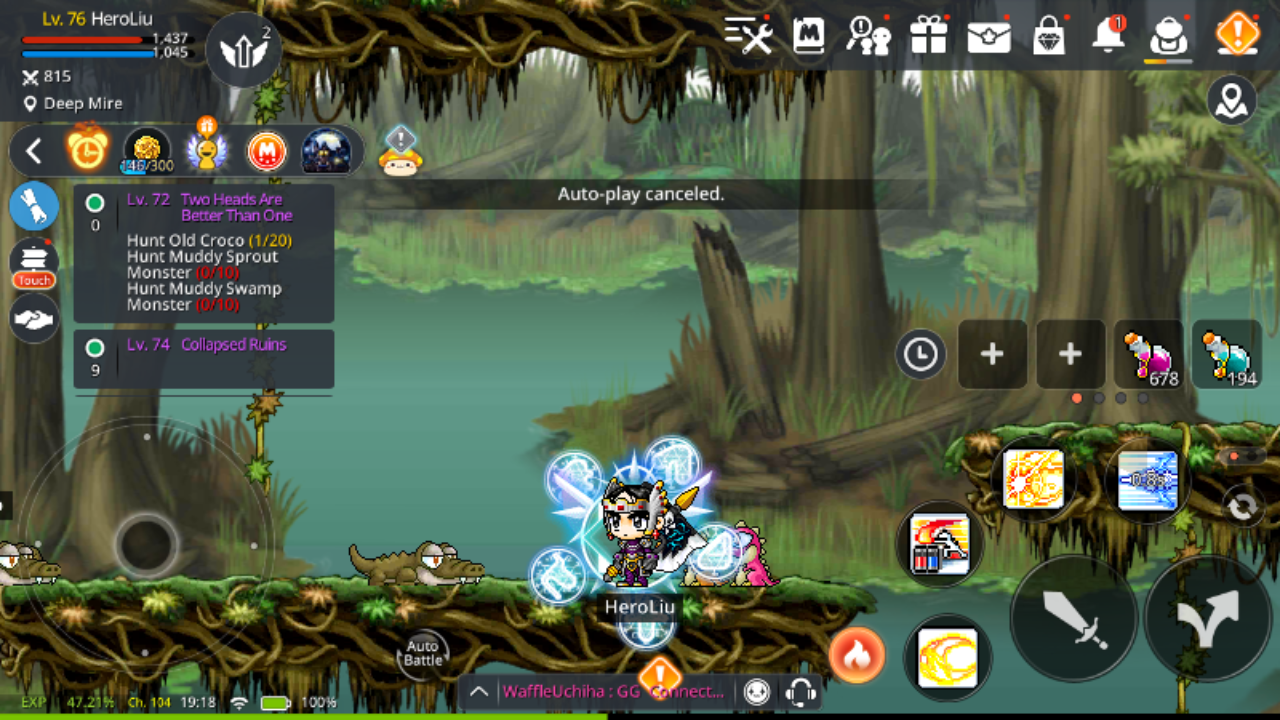 Lv. 76 HeroLiu
1,437
1,045
2
815
Deep Mire
1
146/300
Auto-play canceled.
0
Lv. 72 Two Heads Are
Better Than One
Hunt Old Croco (1/20)
Hunt Muddy Sprout
Monster (0/10)
Hunt Muddy Swamp
Monster (0/10)
Touch
9
Lv. 74 Collapsed Ruins
678
194
0.8s
HeroLiu
Auto
Battle
WaffleUchiha : GG Connect...
EXP 47.21% Ch. 104 19:18 100%